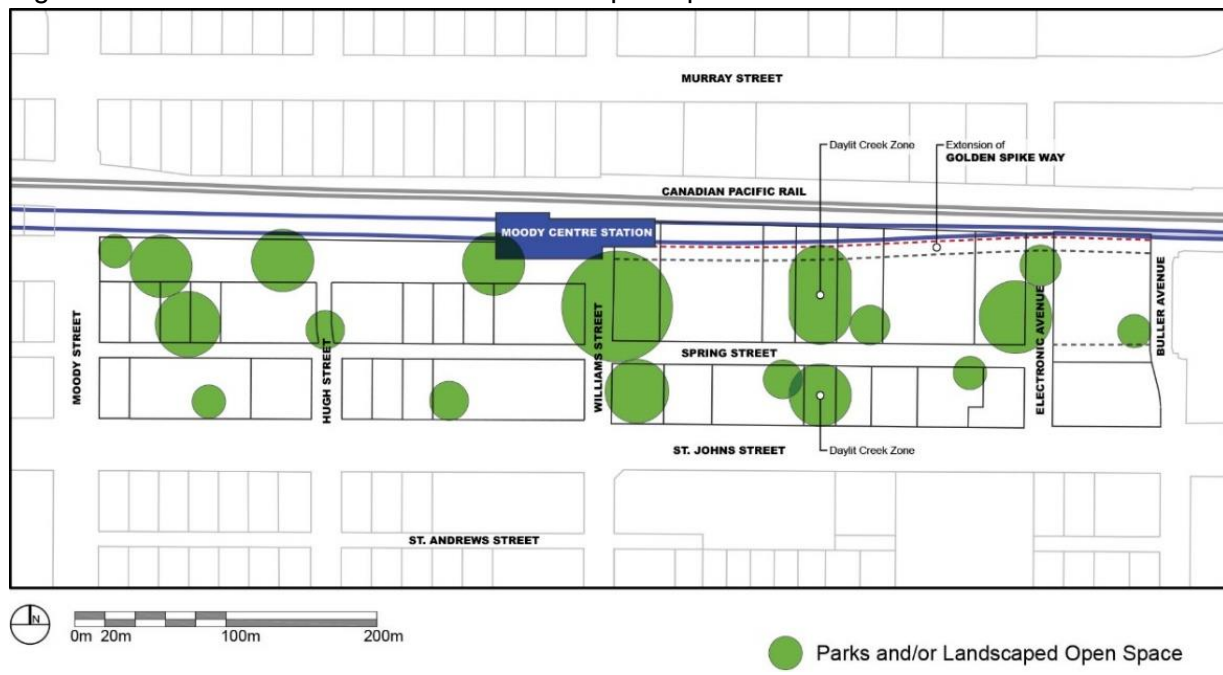 MURRAY STREET
Daylit Creek Zone
Extension of
GOLDEN SPIKE WAY
CANADIAN PACIFIC RAIL
MOODY CENTRE STATION
MOODY STREET
HUGH STREET
WILLIAMS STREET
SPRING STREET
ELECTRONIC AVENUE
BULLER AVENUE
ST. JOHNS STREET
Daylit Creek Zone
ST. ANDREWS STREET
N
0m 20m 100m 200m
Parks and/or Landscaped Open Space